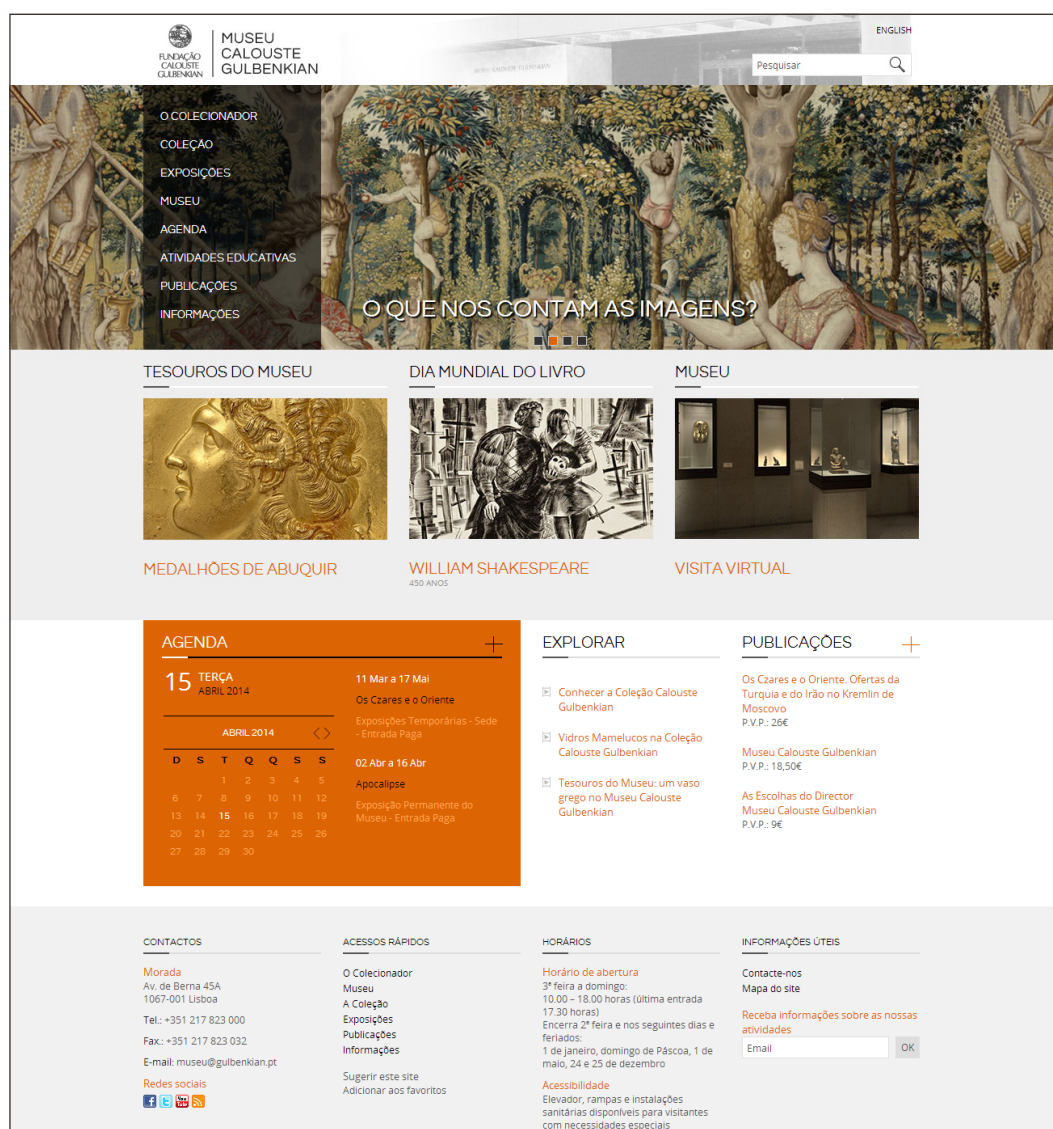 FUNDAÇÃO
CALOUSTE
GULBENKIAN
MUSEU
CALOUSTE
GULBENKIAN
MUSEU CALOUSTE GULBENKIAN
ENGLISH
Pesquisar
O COLECIONADOR
COLEÇÃO
EXPOSIÇÕES
MUSEU
AGENDA
ATIVIDADES EDUCATIVAS
PUBLICAÇÕES
INFORMAÇÕES
O QUE NOS CONTAM AS IMAGENS?
TESOUROS DO MUSEU
MEDALHÕES DE ABUQUIR
DIA MUNDIAL DO LIVRO
WILLIAM SHAKESPEARE
450 ANOS
MUSEU
VISITA VIRTUAL
AGENDA
15 TERÇA
ABRIL 2014
ABRIL 2014
D S T Q Q S S
1 2 3 4 5
6 7 8 9 10 11 12
13 14 15 16 17 18 19
20 21 22 23 24 25 26
27 28 29 30
11 Mar a 17 Mai
Os Czares e o Oriente
Exposições Temporárias - Sede
- Entrada Paga
02 Abr a 16 Abr
Apocalipse
Exposição Permanente do
Museu - Entrada Paga
EXPLORAR
Conhecer a Coleção Calouste
Gulbenkian
Vidros Mamelucos na Coleção
Calouste Gulbenkian
Tesouros do Museu: um vaso
grego no Museu Calouste
Gulbenkian
PUBLICAÇÕES
Os Czares e o Oriente. Ofertas da
Turquia e do Irão no Kremlin de
Moscovo
P.V.P.: 26€
Museu Calouste Gulbenkian
P.V.P.: 18,50€
As Escolhas do Director
Museu Calouste Gulbenkian
P.V.P.: 9€
CONTACTOS
Morada
Av. de Berna 45A
1067-001 Lisboa
Tel.: +351 217 823 000
Fax.: +351 217 823 032
E-mail: museu@gulbenkian.pt
Redes sociais
You
Tube
ACESSOS RÁPIDOS
O Colecionador
Museu
A Coleção
Exposições
Publicações
Informações
Sugerir este site
Adicionar aos favoritos
HORÁRIOS
Horário de abertura
3ª feira a domingo:
10.00 – 18.00 horas (última entrada
17.30 horas)
Encerra 2ª feira e nos seguintes dias e
feriados:
1 de janeiro, domingo de Páscoa, 1 de
maio, 24 e 25 de dezembro
Acessibilidade
Elevador, rampas e instalações
sanitárias disponíveis para visitantes
com necessidades especiais
INFORMAÇÕES ÚTEIS
Contacte-nos
Mapa do site
Receba informações sobre as nossas
atividades
Email
OK